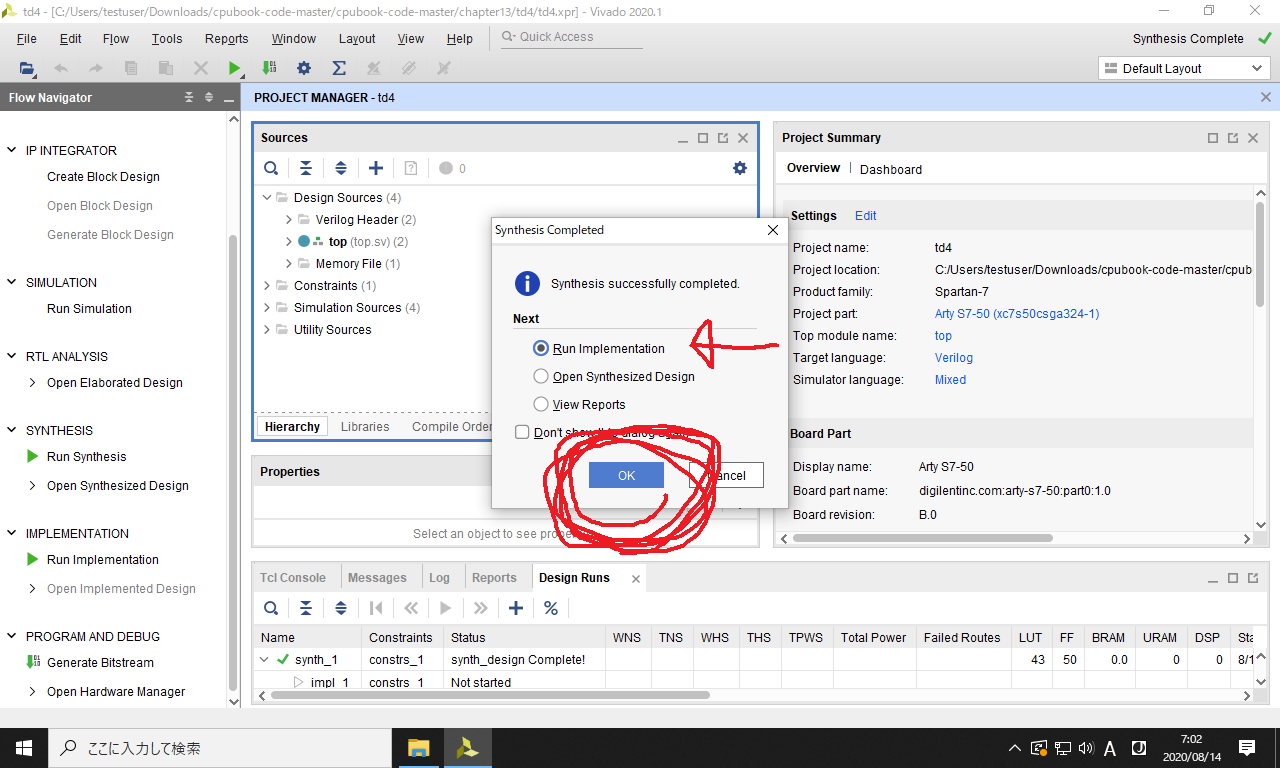 td4 - [C:/Users/testuser/Downloads/cpubook-code-master/cpubook-code-master/chapter13/td4/td4.xpr] - Vivado 2020.1
File Edit Flow Tools Reports Window Layout View Help Quick Access
Synthesis Complete
Default Layout
Flow Navigator
IP INTEGRATOR
Create Block Design
Open Block Design
Generate Block Design
SIMULATION
Run Simulation
RTL ANALYSIS
Open Elaborated Design
SYNTHESIS
Run Synthesis
Open Synthesized Design
IMPLEMENTATION
Run Implementation
Open Implemented Design
PROGRAM AND DEBUG
Generate Bitstream
Open Hardware Manager
PROJECT MANAGER - td4
Sources
0
Design Sources (4)
Verilog Header (2)
top (top.sv) (2)
Memory File (1)
Constraints (1)
Simulation Sources (4)
Utility Sources
Hierarchy Libraries Compile Order
Properties
Select an object to see
Synthesis Completed
Synthesis successfully completed.
Next
Run Implementation
Open Synthesized Design
View Reports
Don't show this dialog again
OK Cancel
Project Summary
Overview Dashboard
Settings Edit
Project name: td4
Project location: C:/Users/testuser/Downloads/cpubook-code-master/cpub
Product family: Spartan-7
Project part: Arty S7-50 (xc7s50csga324-1)
Top module name: top
Target language: Verilog
Simulator language: Mixed
Board Part
Display name: Arty S7-50
Board part name: digilentinc.com:arty-s7-50:part0:1.0
Board revision: B.0
Tcl Console Messages Log Reports Design Runs
Name Constraints Status WNS TNS WHS THS TPWS Total Power Failed Routes LUT FF BRAM URAM DSP Sta
synth_1 constrs_1 synth_design Complete! 43 50 0.0 0 0 8/1
impl_1 constrs_1 Not started
ここに入力して検索
A
7:02
2020/08/14